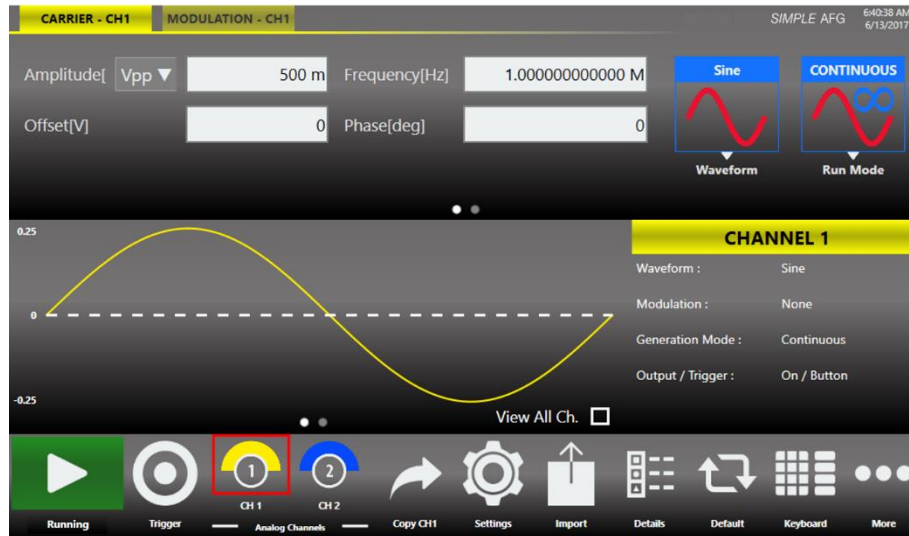 CARRIER - CH1
MODULATION - CH1
SIMPLE AFG
6:40:38 AM
6/13/2017
Amplitude[ Vpp ▼
500 m
Frequency[Hz]
1.000000000000 M
Sine
CONTINUOUS
Offset[V]
0
Phase[deg]
0
Waveform
Run Mode
0.25
0
-0.25
View All Ch.
CHANNEL 1
Waveform : Sine
Modulation : None
Generation Mode : Continuous
Output / Trigger : On / Button
1
2
CH 1
CH 2
Running
Trigger
Analog Channels
Copy CH1
Settings
Import
Details
Default
Keyboard
More